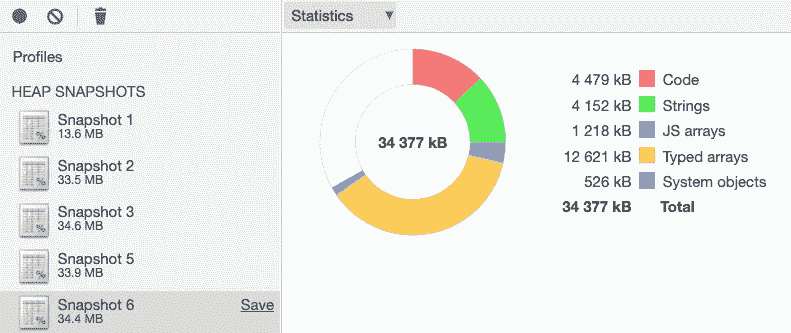 Statistics ▼
Profiles
HEAP SNAPSHOTS
Snapshot 1
13.6 MB
Snapshot 2
33.5 MB
Snapshot 3
34.6 MB
Snapshot 5
33.9 MB
Snapshot 6 Save
34.4 MB
34 377 kB
4 479 kB Code
4 152 kB Strings
1 218 kB JS arrays
12 621 kB Typed arrays
526 kB System objects
34 377 kB Total